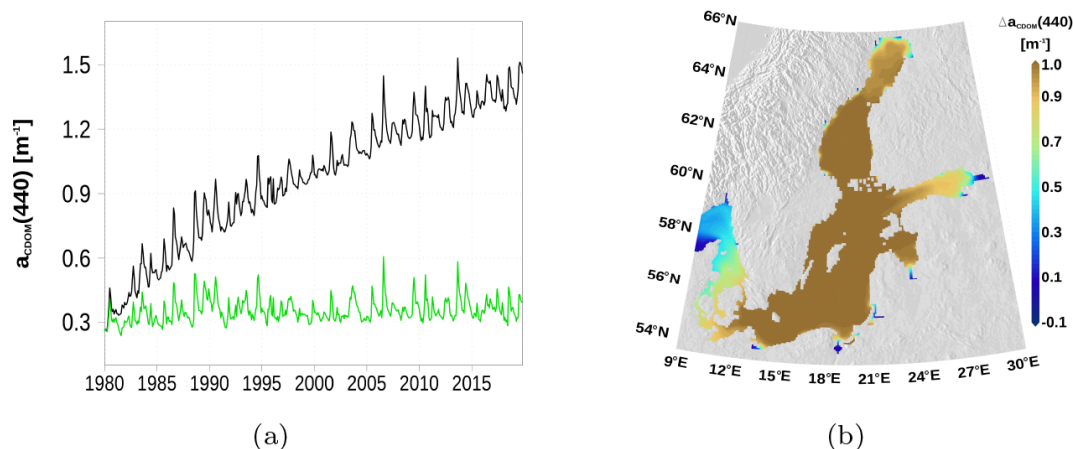 1.5
1.2
0.9
0.6
0.3
a_CDOM(440) [m⁻¹]
1980 1985 1990 1995 2000 2005 2010 2015
(a)
66°N
64°N
62°N
60°N
58°N
56°N
54°N
9°E 12°E 15°E 18°E 21°E 24°E 27°E 30°E
Δa_CDOM(440)
[m⁻¹]
1.0
0.9
0.7
0.5
0.3
0.1
-0.1
(b)